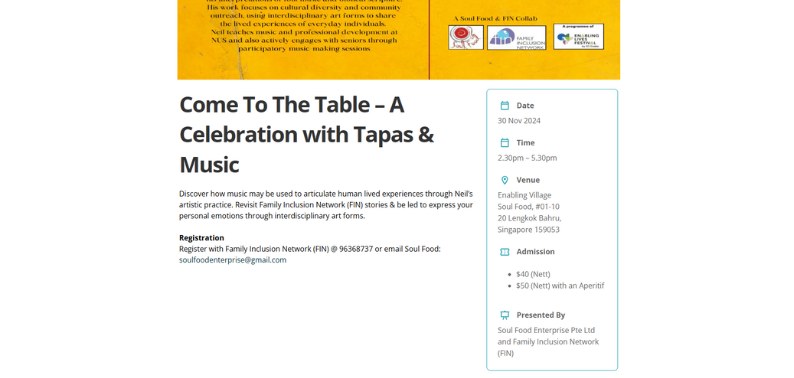 His work focuses on cultural diversity and community
outreach, using interdisciplinary art forms to share
the lived experiences of everyday individuals.
Neil teaches music and professional development at
NUS and also actively engages with seniors through
participatory music-making sessions
A Soul Food & FIN Collab
FAMILY
INCLUSION
NETWORK
A programme of
ENABLING
LIVES
FESTIVAL
Come To The Table – A
Celebration with Tapas &
Music
Discover how music may be used to articulate human lived experiences through Neil's
artistic practice. Revisit Family Inclusion Network (FIN) stories & be led to express your
personal emotions through interdisciplinary art forms.
Registration
Register with Family Inclusion Network (FIN) @ 96368737 or email Soul Food:
soulfoodenterprise@gmail.com
Date
30 Nov 2024
Time
2.30pm – 5.30pm
Venue
Enabling Village
Soul Food, #01-10
20 Lengkok Bahru,
Singapore 159053
Admission
$40 (Nett)
$50 (Nett) with an Aperitif
Presented By
Soul Food Enterprise Pte Ltd
and Family Inclusion Network
(FIN)